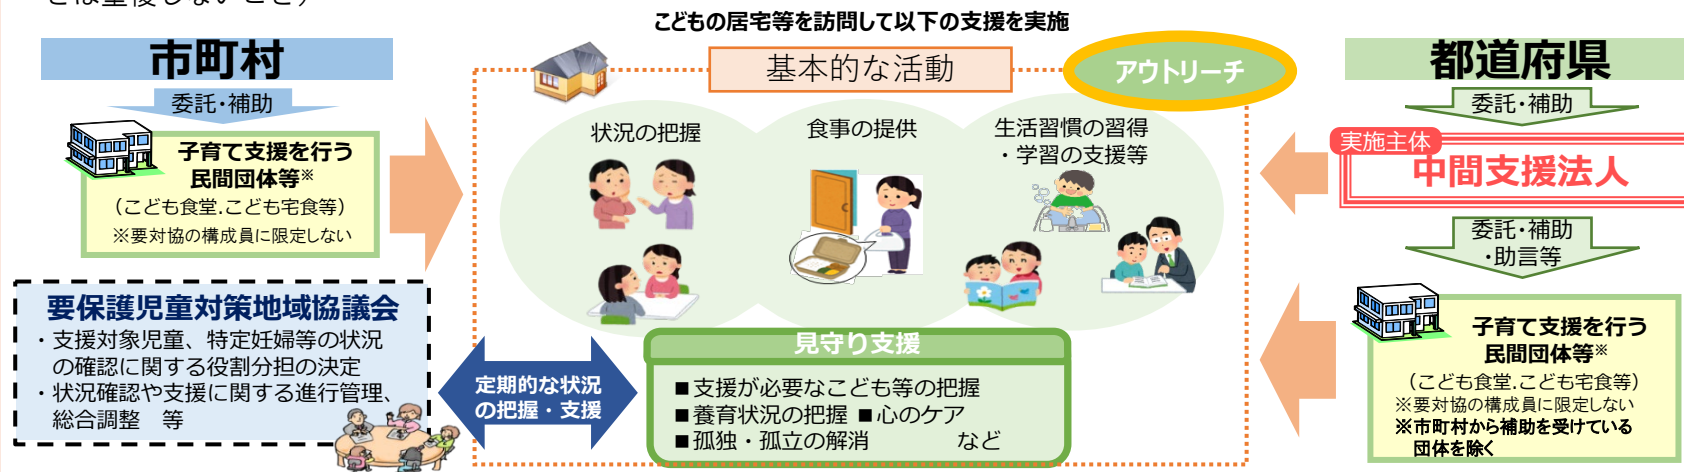 とは重複しないこと）
こどもの居宅等を訪問して以下の支援を実施
市町村
委託・補助
子育て支援を行う
民間団体等※
（こども食堂.こども宅食等）
※要対協の構成員に限定しない
要保護児童対策地域協議会
・支援対象児童、特定妊婦等の状況
の確認に関する役割分担の決定
・状況確認や支援に関する進行管理、
総合調整　等
定期的な状況
の把握・支援
基本的な活動
アウトリーチ
状況の把握
食事の提供
生活習慣の習得
・学習の支援等
見守り支援
■支援が必要なこども等の把握
■養育状況の把握 ■心のケア
■孤独・孤立の解消　　　　など
都道府県
委託・補助
実施主体
中間支援法人
委託・補助
・助言等
子育て支援を行う
民間団体等※
（こども食堂.こども宅食等）
※要対協の構成員に限定しない
※市町村から補助を受けている
団体を除く